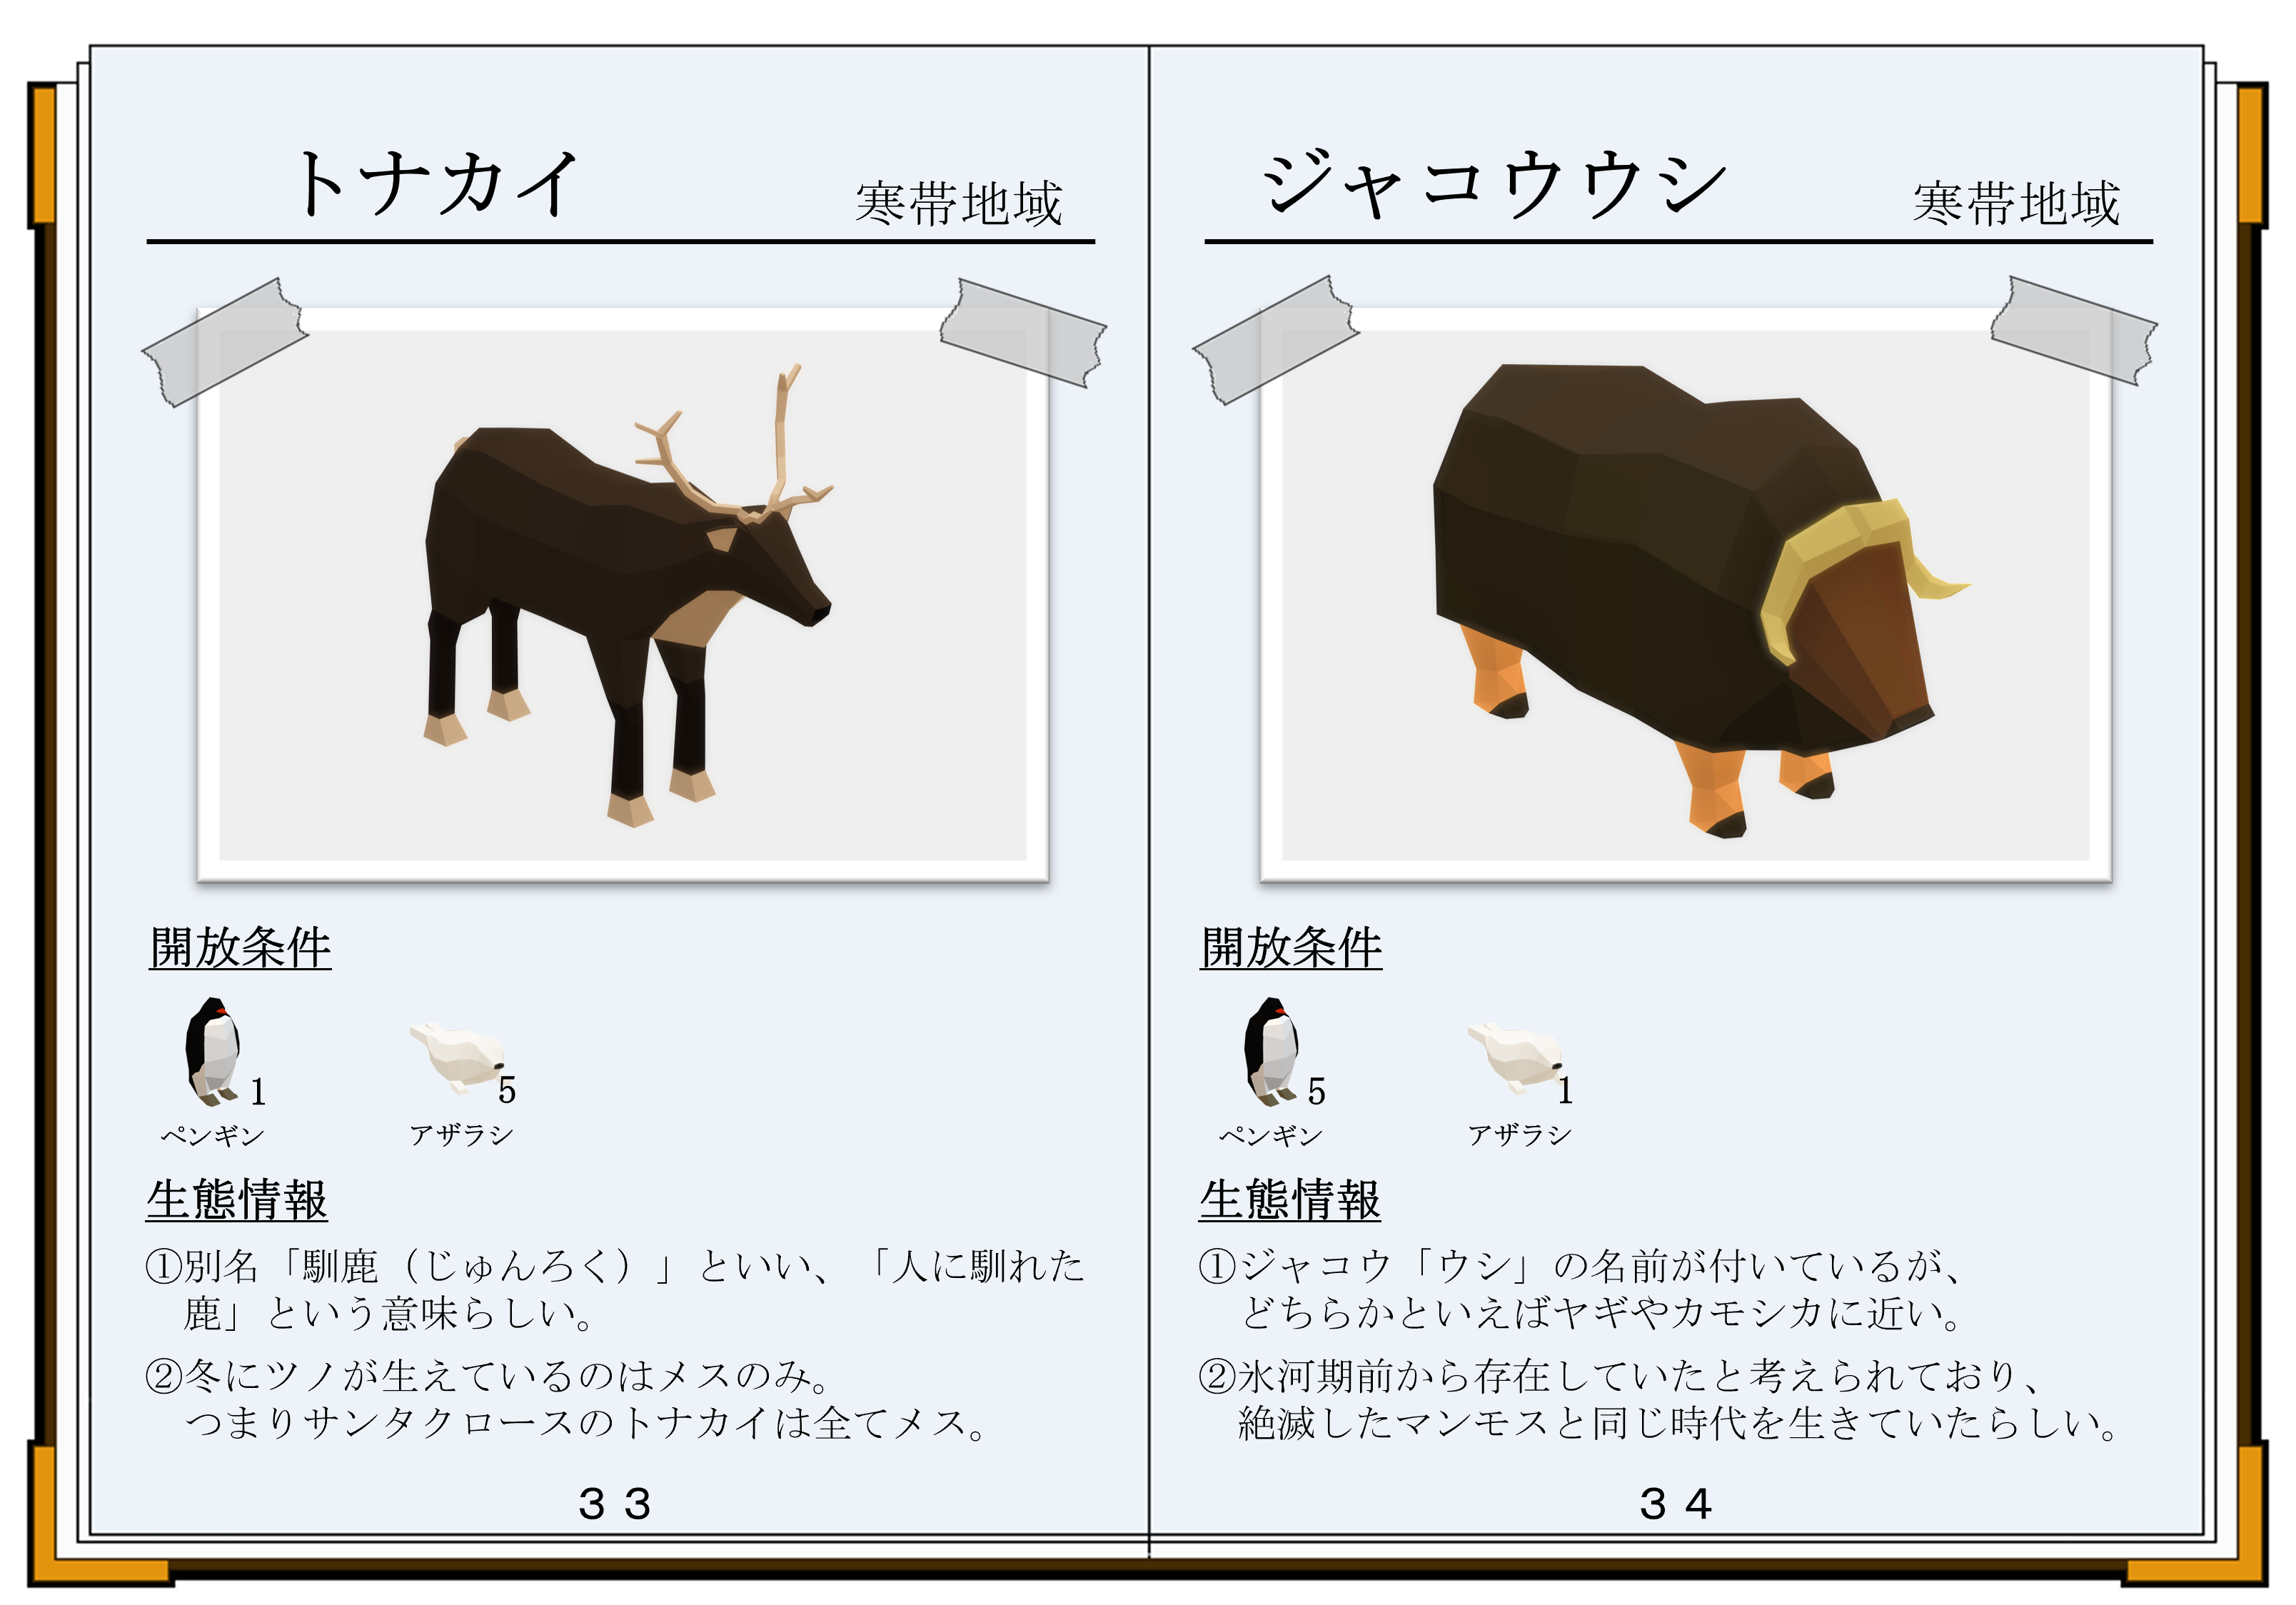 トナカイ
寒帯地域
開放条件
1
5
ペンギン
アザラシ
生態情報
①別名「馴鹿（じゅんろく）」といい、「人に馴れた
鹿」という意味らしい。
②冬にツノが生えているのはメスのみ。
つまりサンタクロースのトナカイは全てメス。
３３
ジャコウウシ
寒帯地域
開放条件
5
1
ペンギン
アザラシ
生態情報
①ジャコウ「ウシ」の名前が付いているが、
どちらかといえばヤギやカモシカに近い。
②氷河期前から存在していたと考えられており、
絶滅したマンモスと同じ時代を生きていたらしい。
３４